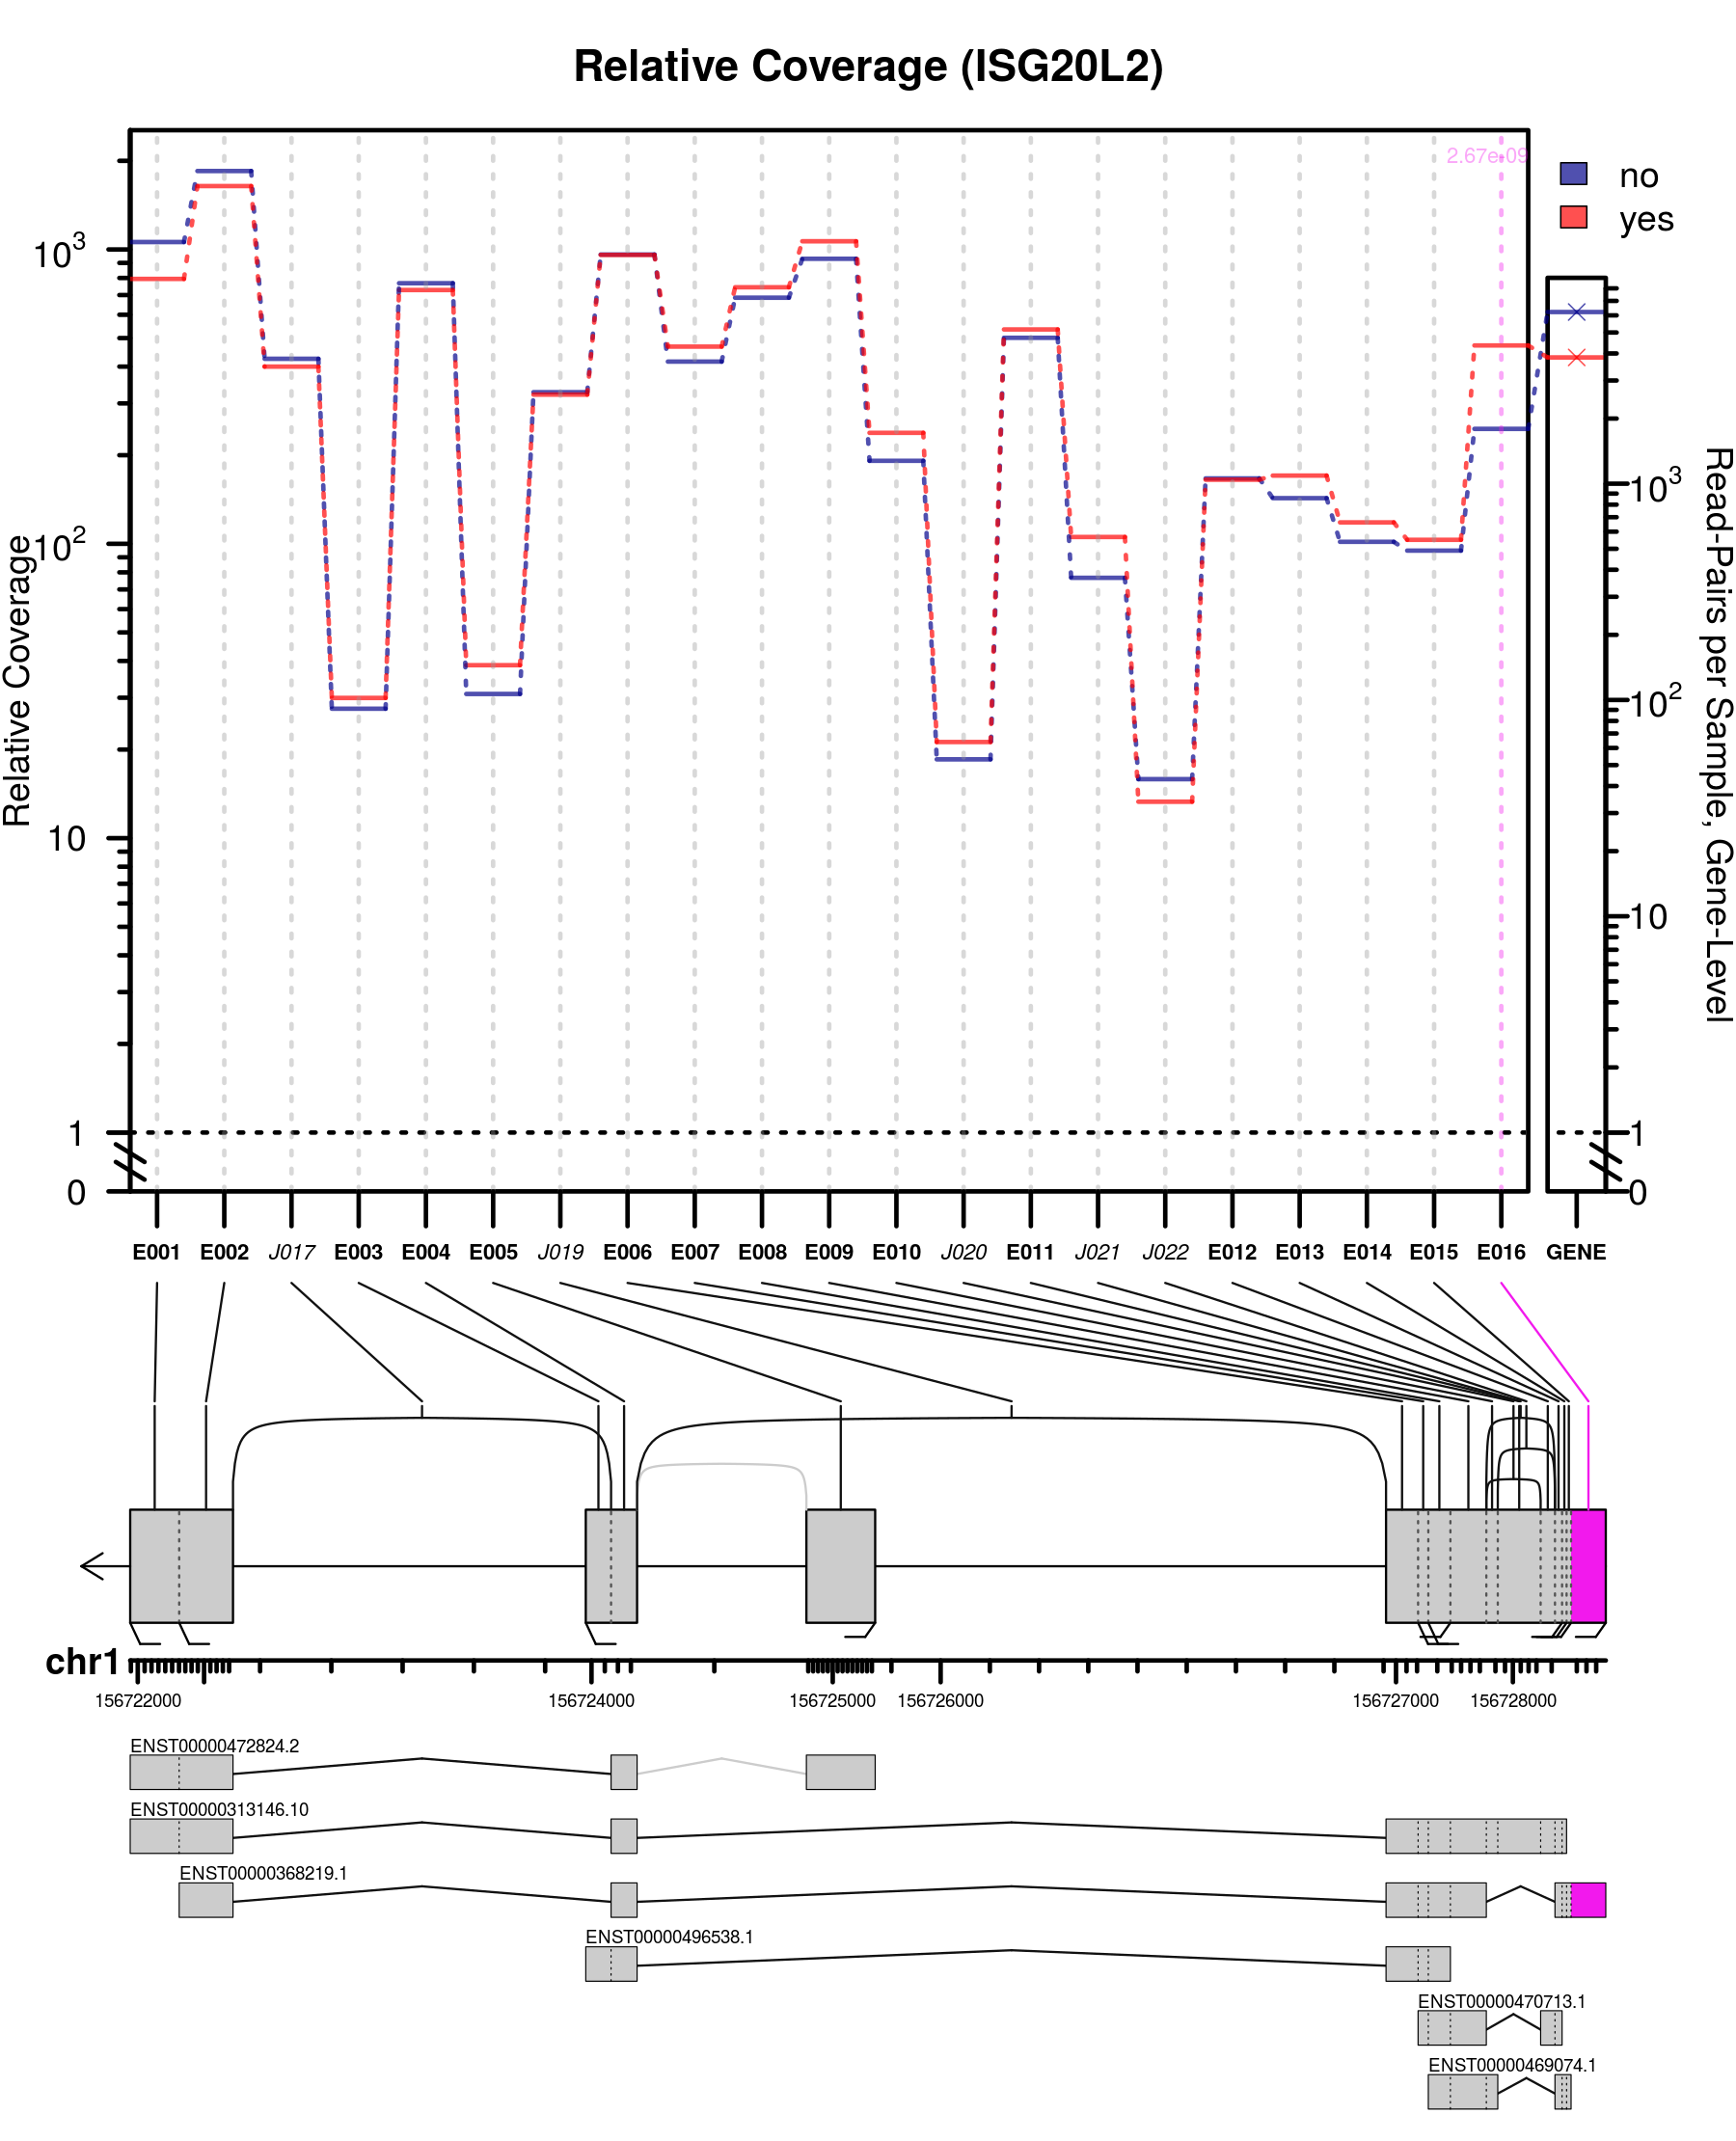 Relative Coverage (ISG20L2)
2.67e-09
no
yes
10^3
10^2
10
1
0
Relative Coverage
10^3
10^2
10
1
0
Read-Pairs per Sample, Gene-Level
E001 E002 J017 E003 E004 E005 J019 E006 E007 E008 E009 E010 J020 E011 J021 J022 E012 E013 E014 E015 E016 GENE
chr1
156722000 156724000 156725000 156726000 156727000 156728000
ENST00000472824.2
ENST00000313146.10
ENST00000368219.1
ENST00000496538.1
ENST00000470713.1
ENST00000469074.1